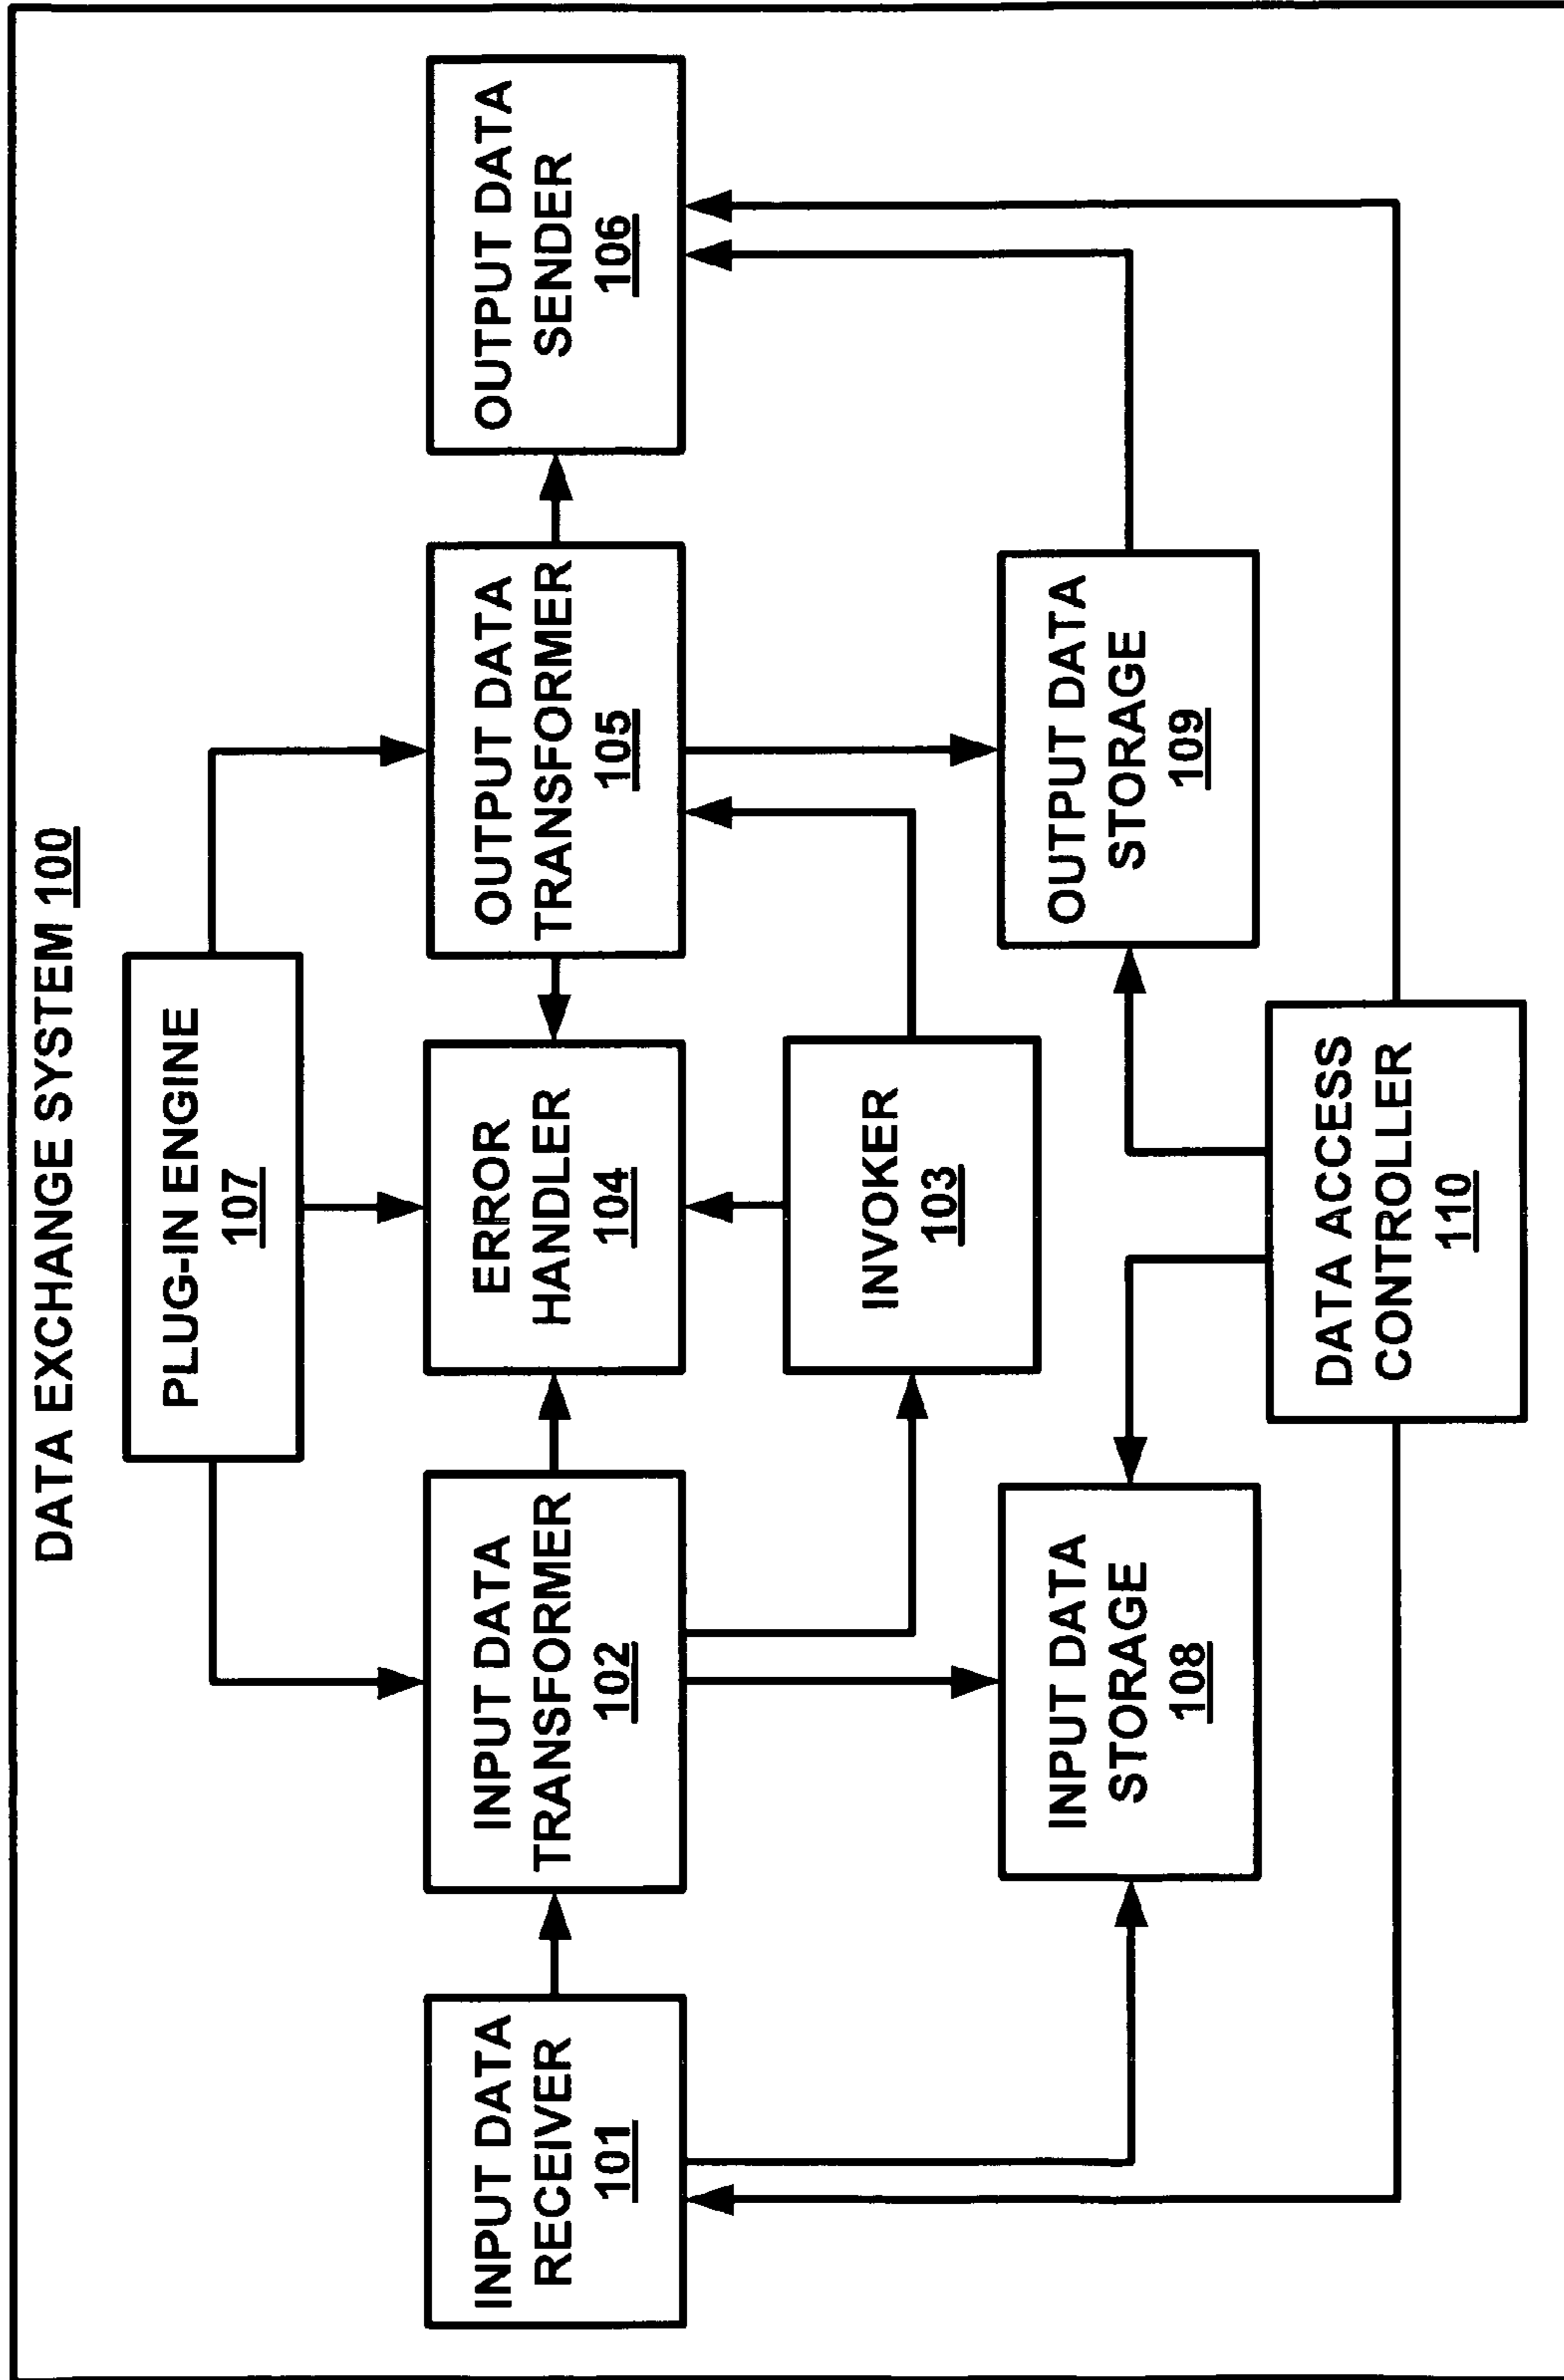 DATA EXCHANGE SYSTEM 100
PLUG-IN ENGINE
107
INPUT DATA
RECEIVER
101
INPUT DATA
TRANSFORMER
102
ERROR
HANDLER
104
OUTPUT DATA
TRANSFORMER
105
OUTPUT DATA
SENDER
106
INVOKER
103
INPUT DATA
STORAGE
108
OUTPUT DATA
STORAGE
109
DATA ACCESS
CONTROLLER
110